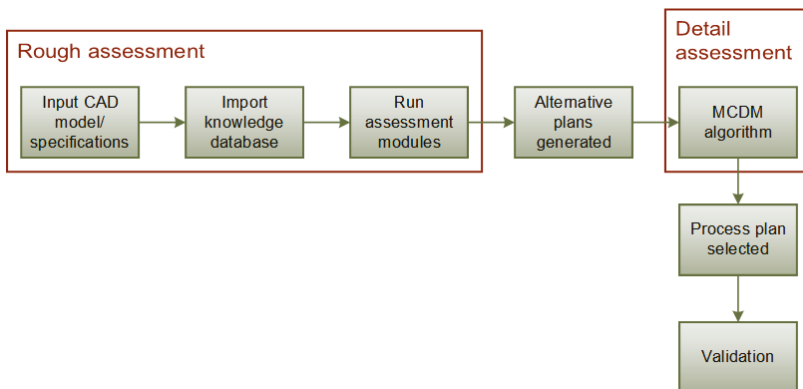 Rough assessment
Input CAD
model/
specifications
Import
knowledge
database
Run
assessment
modules
Alternative
plans
generated
Detail
assessment
MCDM
algorithm
Process plan
selected
Validation